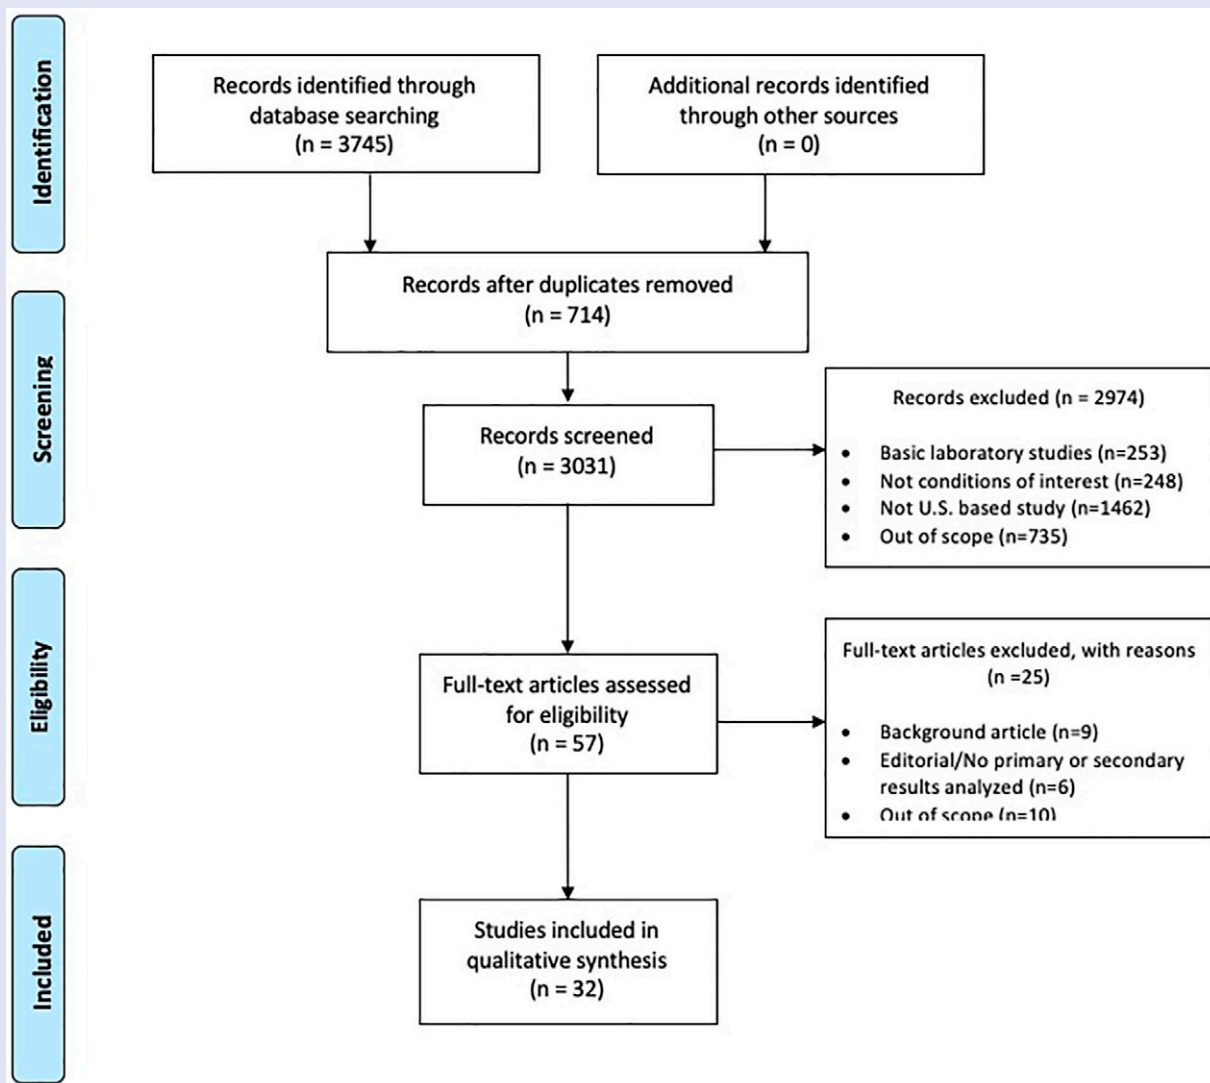 Identification
Records identified through
database searching
(n = 3745)
Additional records identified
through other sources
(n = 0)
Records after duplicates removed
(n = 714)
Screening
Records screened
(n = 3031)
Records excluded (n = 2974)
• Basic laboratory studies (n=253)
• Not conditions of interest (n=248)
• Not U.S. based study (n=1462)
• Out of scope (n=735)
Eligibility
Full-text articles assessed
for eligibility
(n = 57)
Full-text articles excluded, with reasons
(n =25)
• Background article (n=9)
• Editorial/No primary or secondary
results analyzed (n=6)
• Out of scope (n=10)
Included
Studies included in
qualitative synthesis
(n = 32)